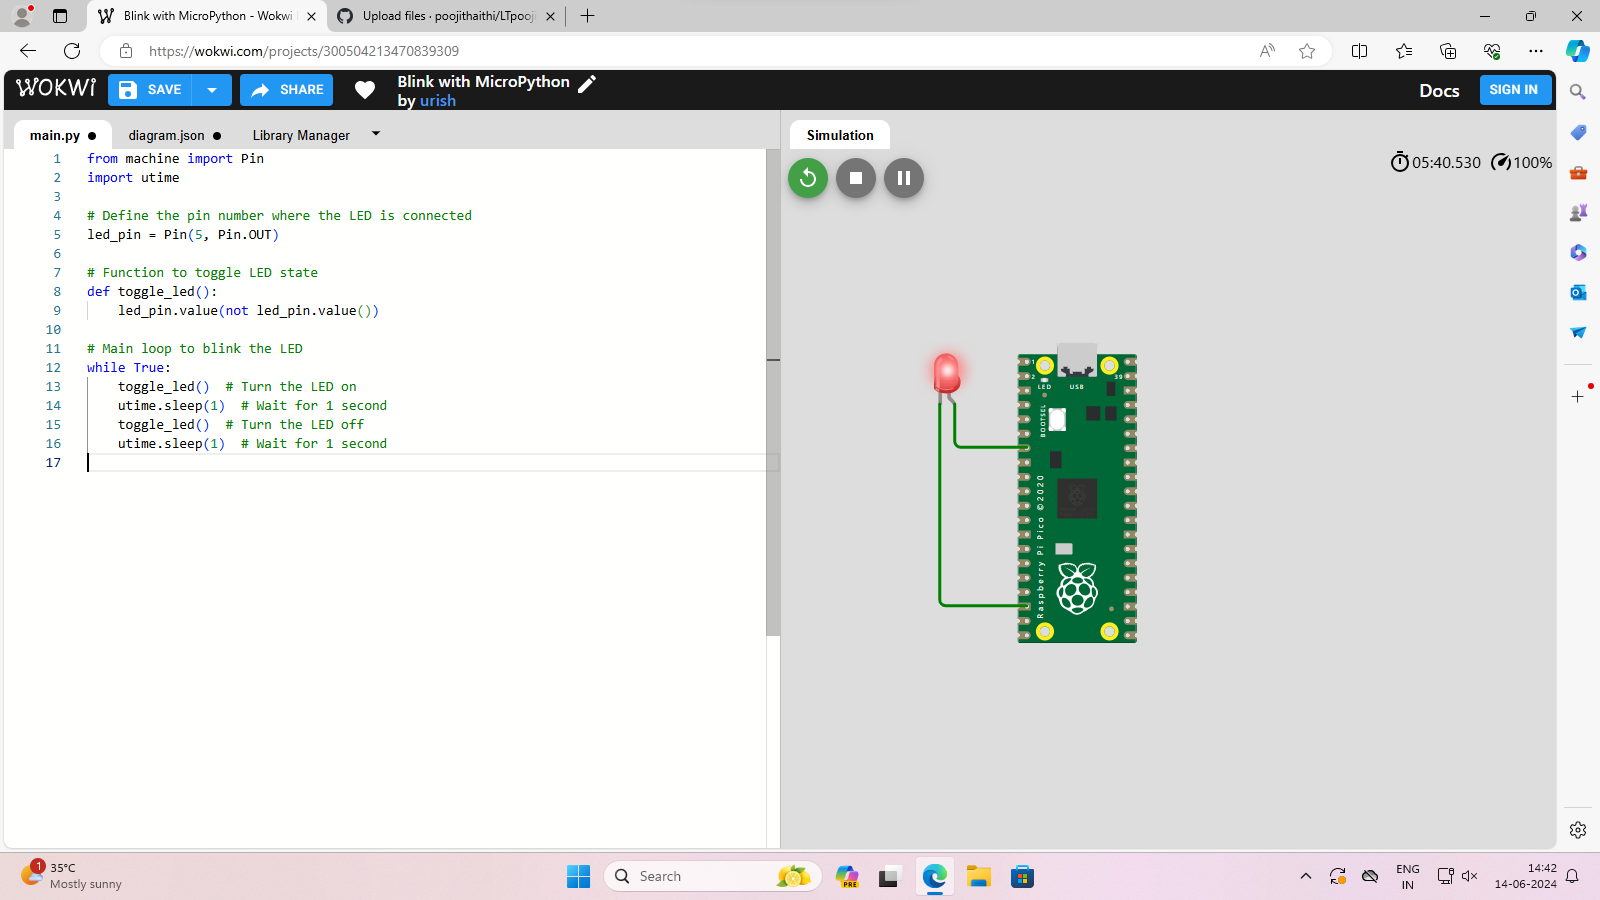 Blink with MicroPython - Wokwi
Upload files · poojithaithi/LTpooji
https://wokwi.com/projects/300504213470839309
WOKWI
SAVE
SHARE
Blink with MicroPython
by urish
Docs
SIGN IN
main.py
diagram.json
Library Manager
Simulation
05:40.530
100%
1 from machine import Pin
2 import utime
3
4 # Define the pin number where the LED is connected
5 led_pin = Pin(5, Pin.OUT)
6
7 # Function to toggle LED state
8 def toggle_led():
9 led_pin.value(not led_pin.value())
10
11 # Main loop to blink the LED
12 while True:
13 toggle_led()  # Turn the LED on
14 utime.sleep(1)  # Wait for 1 second
15 toggle_led()  # Turn the LED off
16 utime.sleep(1)  # Wait for 1 second
17
1
2
39
LED
USB
BOOTSEL
Raspberry Pi Pico ©2020
1
35°C
Mostly sunny
Search
PRE
ENG
IN
14:42
14-06-2024